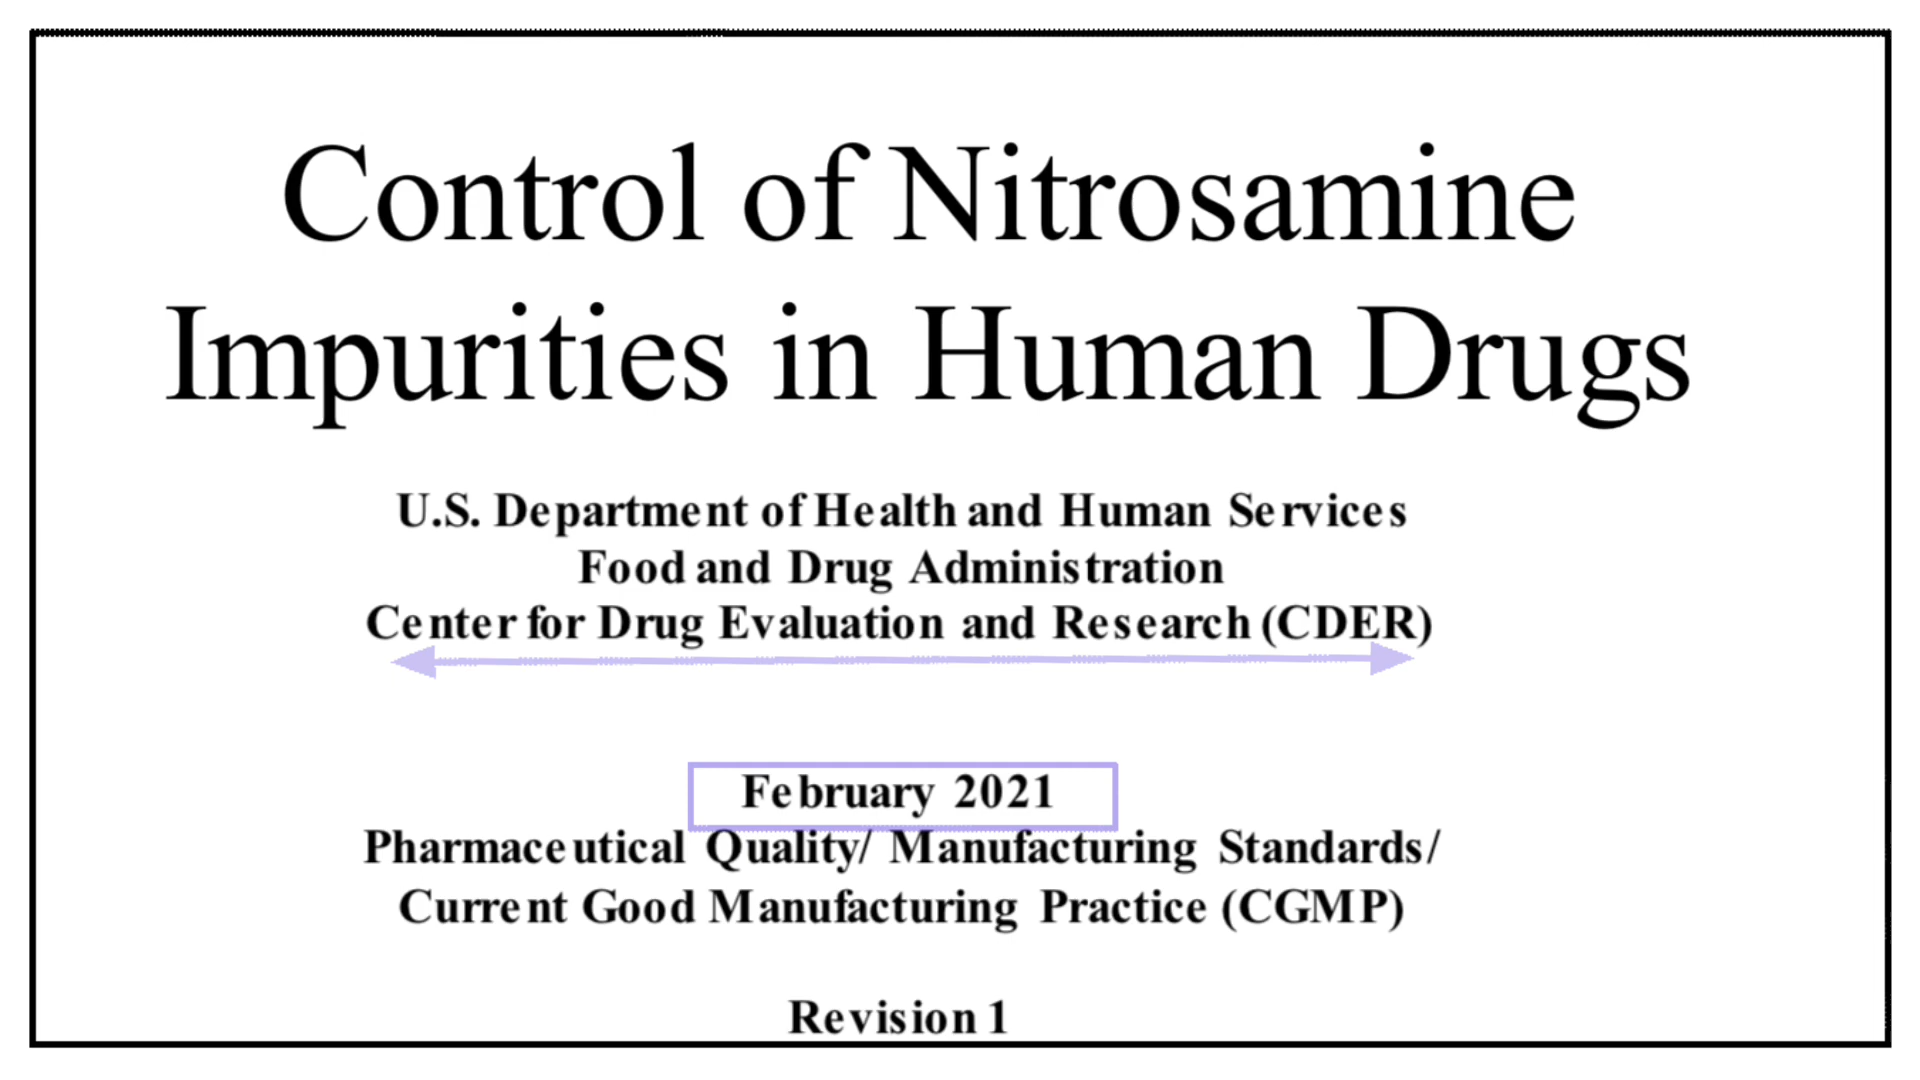 Control of Nitrosamine
Impurities in Human Drugs
U.S. Department of Health and Human Services
Food and Drug Administration
Center for Drug Evaluation and Research (CDER)
February 2021
Pharmaceutical Quality/ Manufacturing Standards/
Current Good Manufacturing Practice (CGMP)
Revision 1